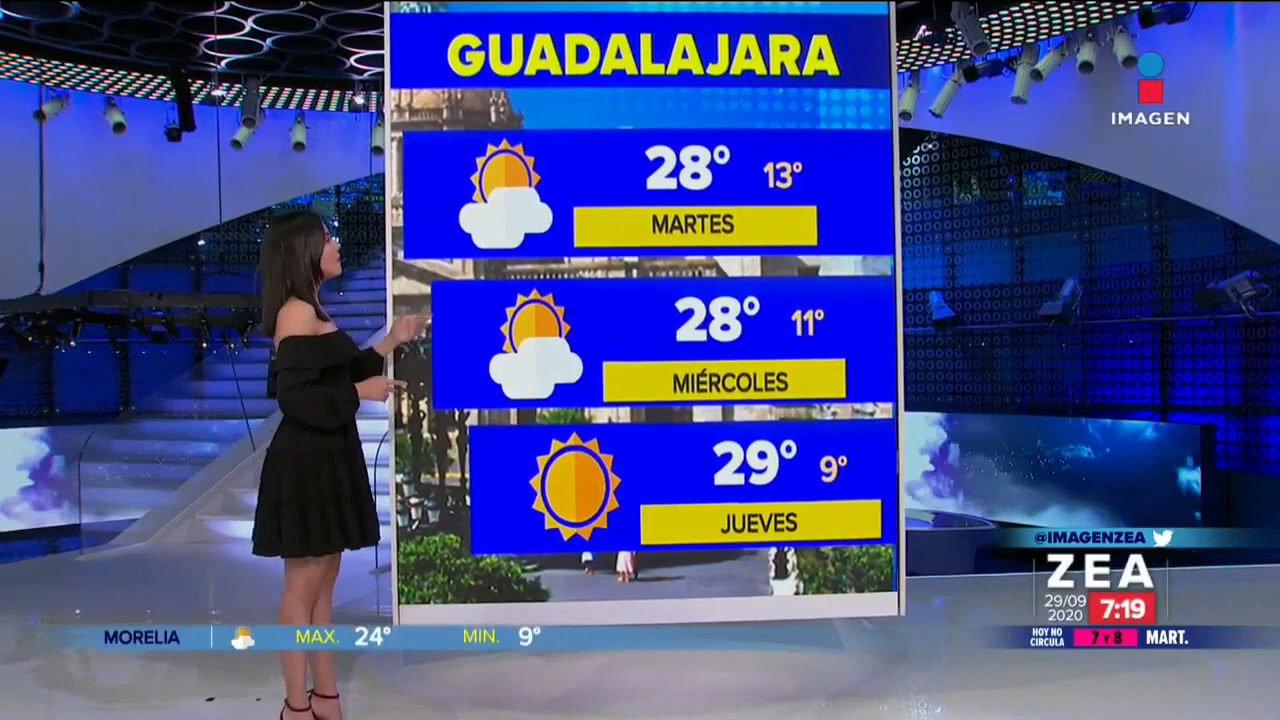 GUADALAJARA
IMAGEN
28° 13°
MARTES
28° 11°
MIÉRCOLES
29° 9°
JUEVES
@IMAGENZEA
ZEA
29/09
2020
7:19
HOY NO
CIRCULA
7 Y 8
MART.
MORELIA MAX. 24° MIN. 9°